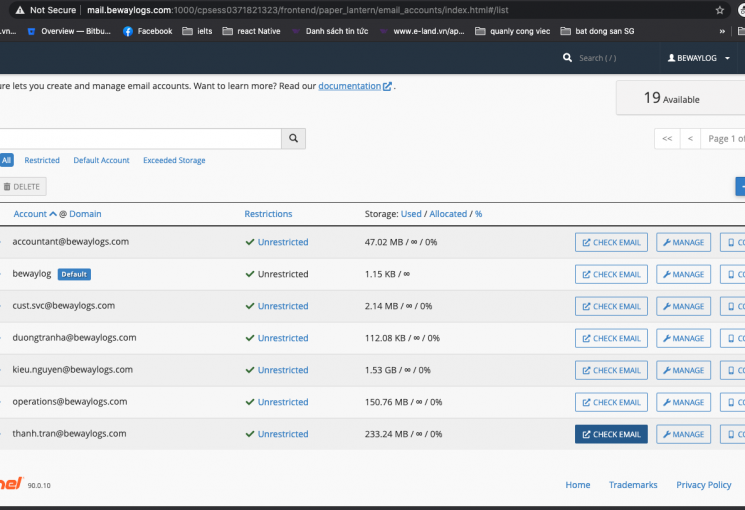 Not Secure | mail.bewaylogs.com:1000/cpsess0371821323/frontend/paper_lantern/email_accounts/index.html#/list
.vn... Overview — Bitbu... Facebook ielts react Native Danh sách tin tức www.e-land.vn/ap... quanly cong viec bat dong san SG »
Search ( / ) BEWAYLOG
ure lets you create and manage email accounts. Want to learn more? Read our documentation .
19 Available
<< < Page 1 of
All Restricted Default Account Exceeded Storage
DELETE
Account @ Domain Restrictions Storage: Used / Allocated / %
accountant@bewaylogs.com Unrestricted 47.02 MB / ∞ / 0% CHECK EMAIL MANAGE CO
bewaylog Default Unrestricted 1.15 KB / ∞ CHECK EMAIL MANAGE CO
cust.svc@bewaylogs.com Unrestricted 2.14 MB / ∞ / 0% CHECK EMAIL MANAGE CO
duongtranha@bewaylogs.com Unrestricted 112.08 KB / ∞ / 0% CHECK EMAIL MANAGE CO
kieu.nguyen@bewaylogs.com Unrestricted 1.53 GB / ∞ / 0% CHECK EMAIL MANAGE CO
operations@bewaylogs.com Unrestricted 150.76 MB / ∞ / 0% CHECK EMAIL MANAGE CO
thanh.tran@bewaylogs.com Unrestricted 233.24 MB / ∞ / 0% CHECK EMAIL MANAGE CO
nel 90.0.10 Home Trademarks Privacy Policy